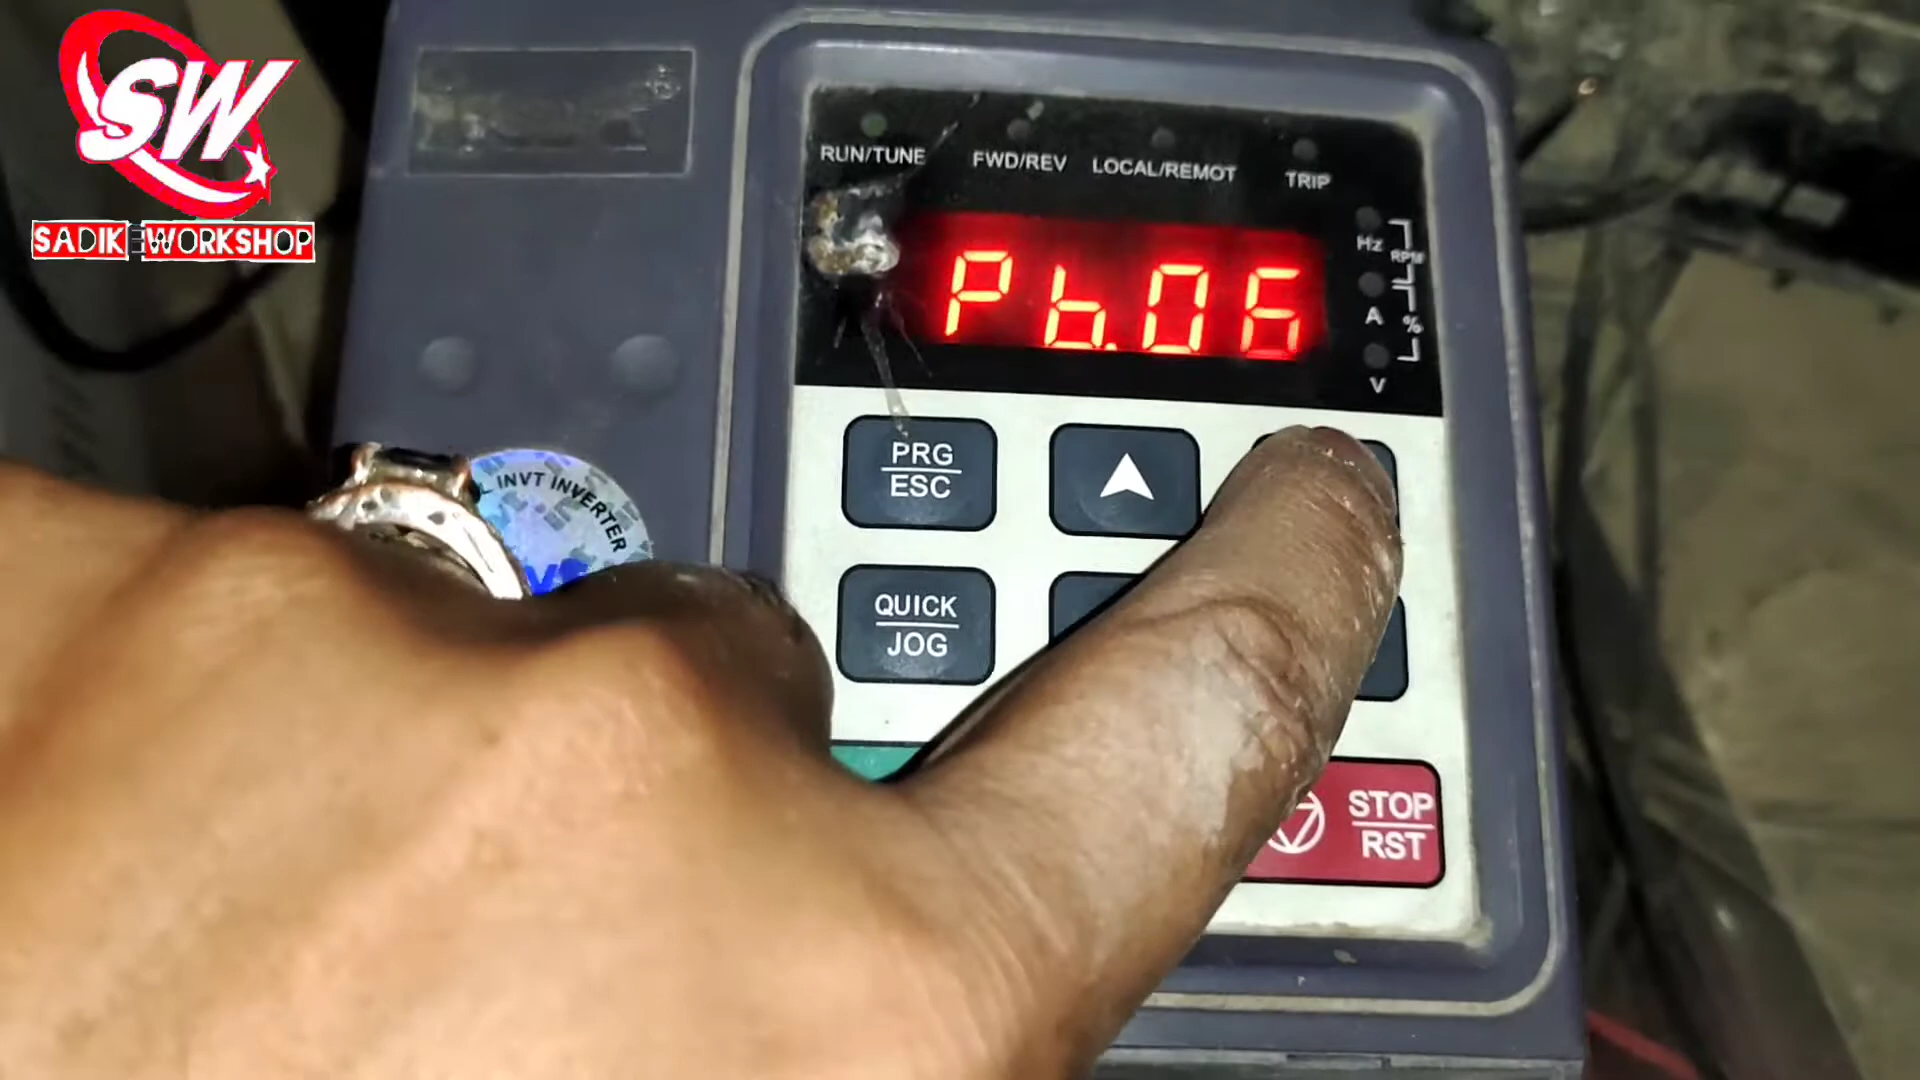 SW
SADIK WORKSHOP
RUN/TUNE FWD/REV LOCAL/REMOT TRIP
Hz
RPM
A
%
V
Pb.06
PRG
ESC
INVT INVERTER
QUICK
JOG
STOP
RST